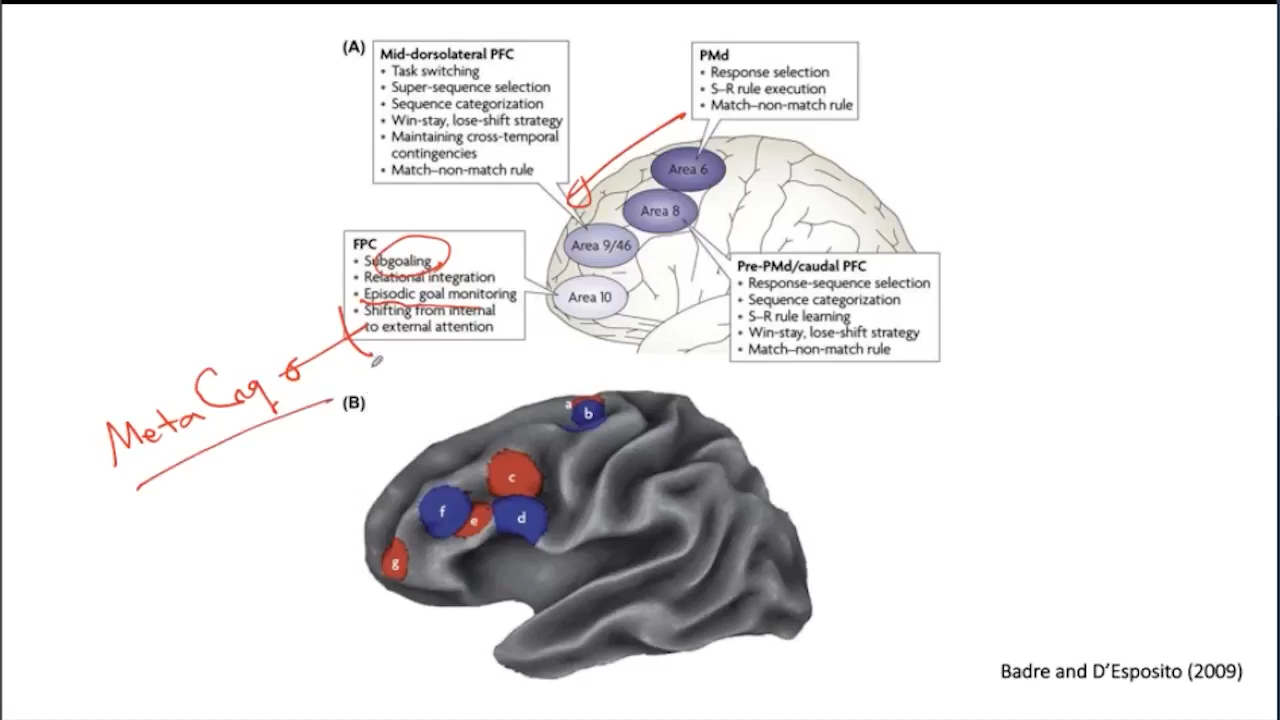 (A)
Mid-dorsolateral PFC
• Task switching
• Super-sequence selection
• Sequence categorization
• Win-stay, lose-shift strategy
• Maintaining cross-temporal
contingencies
• Match–non-match rule
PMd
• Response selection
• S–R rule execution
• Match–non-match rule
Area 6
Area 8
Area 9/46
Area 10
FPC
• Subgoaling
• Relational integration
• Episodic goal monitoring
• Shifting from internal
to external attention
Pre-PMd/caudal PFC
• Response-sequence selection
• Sequence categorization
• S–R rule learning
• Win-stay, lose-shift strategy
• Match–non-match rule
Meta
(B)
a
b
c
d
e
f
g
Badre and D’Esposito (2009)